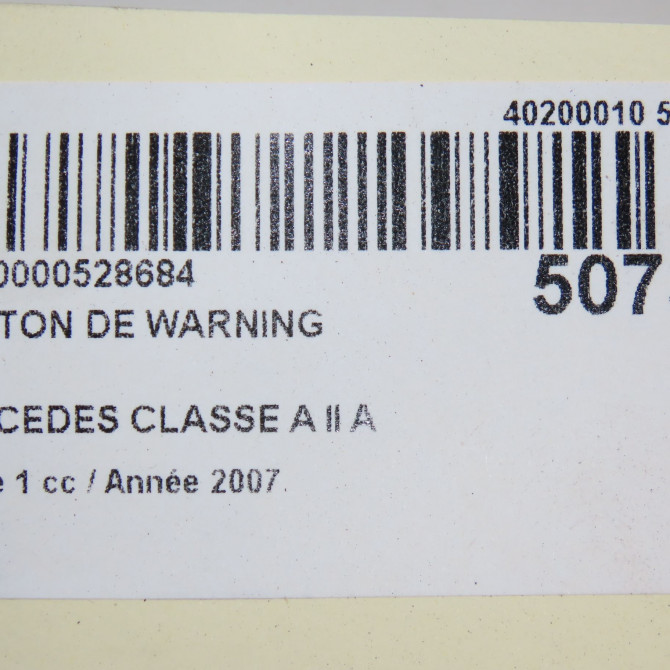 40200010 5
0000528684
507
TON DE WARNING
CEDES CLASSE A II A
e 1 cc / Année 2007